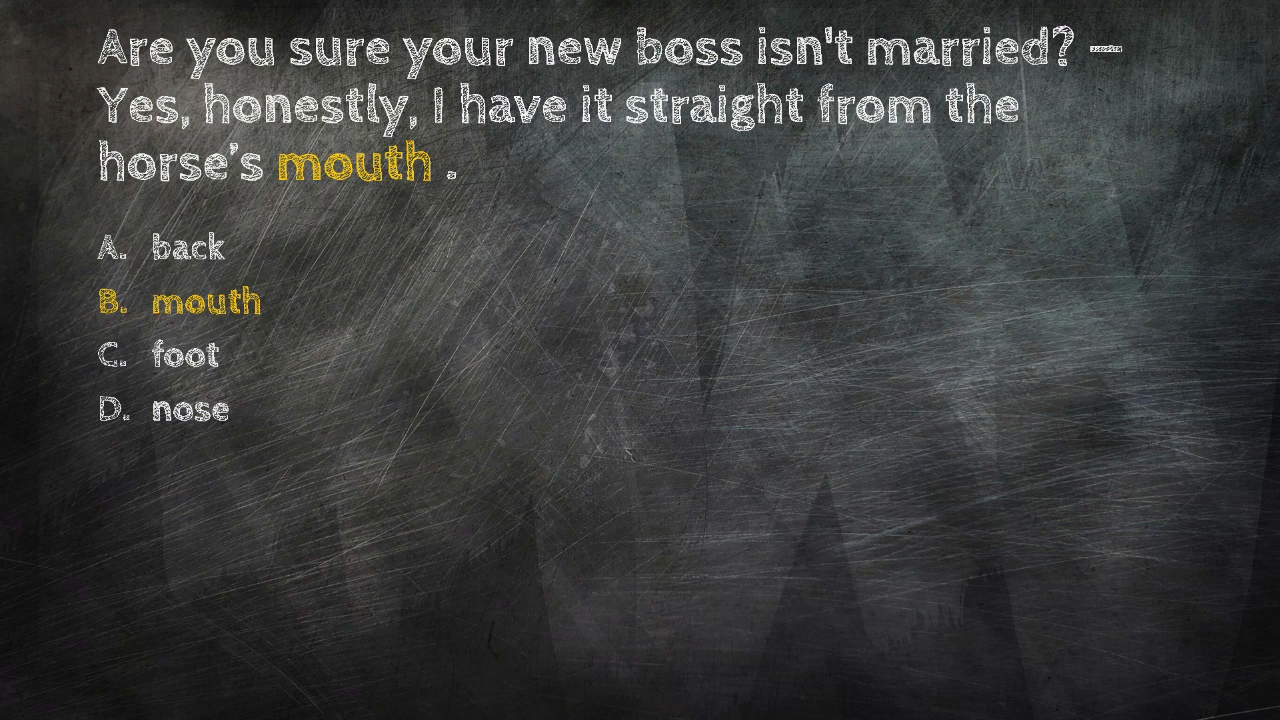 Are you sure your new boss isn't married? –
Yes, honestly, I have it straight from the
horse's mouth .
A. back
B. mouth
C. foot
D. nose